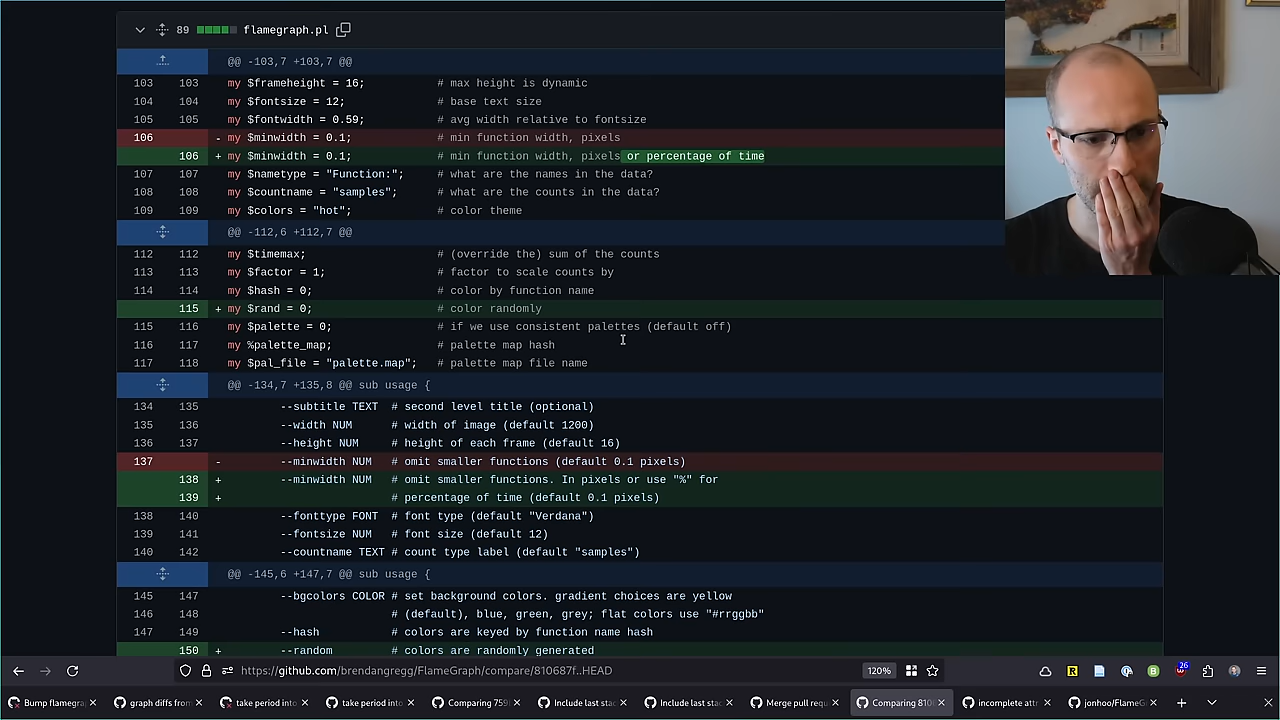 89 flamegraph.pl
@@ -103,7 +103,7 @@
103 103 my $frameheight = 16; # max height is dynamic
104 104 my $fontsize = 12; # base text size
105 105 my $fontwidth = 0.59; # avg width relative to fontsize
106 - my $minwidth = 0.1; # min function width, pixels
106 + my $minwidth = 0.1; # min function width, pixels or percentage of time
107 107 my $nametype = "Function:"; # what are the names in the data?
108 108 my $countname = "samples"; # what are the counts in the data?
109 109 my $colors = "hot"; # color theme
@@ -112,6 +112,7 @@
112 112 my $timemax; # (override the) sum of the counts
113 113 my $factor = 1; # factor to scale counts by
114 114 my $hash = 0; # color by function name
115 + my $rand = 0; # color randomly
115 116 my $palette = 0; # if we use consistent palettes (default off)
116 117 my %palette_map; # palette map hash
117 118 my $pal_file = "palette.map"; # palette map file name
@@ -134,7 +135,8 @@ sub usage {
134 135 --subtitle TEXT # second level title (optional)
135 136 --width NUM # width of image (default 1200)
136 137 --height NUM # height of each frame (default 16)
137 - --minwidth NUM # omit smaller functions (default 0.1 pixels)
138 + --minwidth NUM # omit smaller functions. In pixels or use "%" for
139 + # percentage of time (default 0.1 pixels)
138 140 --fonttype FONT # font type (default "Verdana")
139 141 --fontsize NUM # font size (default 12)
140 142 --countname TEXT # count type label (default "samples")
@@ -145,6 +147,7 @@ sub usage {
145 147 --bgcolors COLOR # set background colors. gradient choices are yellow
146 148 # (default), blue, green, grey; flat colors use "#rrggbb"
147 149 --hash # colors are keyed by function name hash
150 + --random # colors are randomly generated
https://github.com/brendangregg/FlameGraph/compare/810687f..HEAD 120% R B 26
Bump flamegra graph diffs from take period into take period into Comparing 759 Include last stac Include last stac Merge pull requ Comparing 810 incomplete attr jonhoo/FlameG